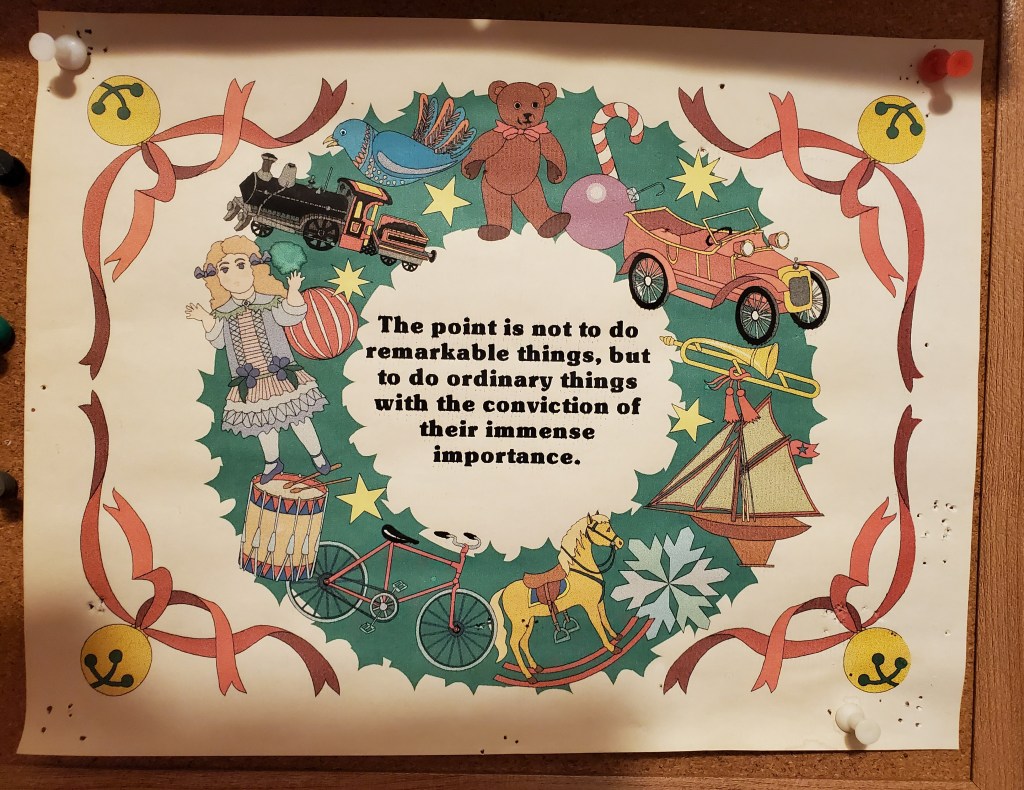 The point is not to do
remarkable things, but
to do ordinary things
with the conviction of
their immense
importance.